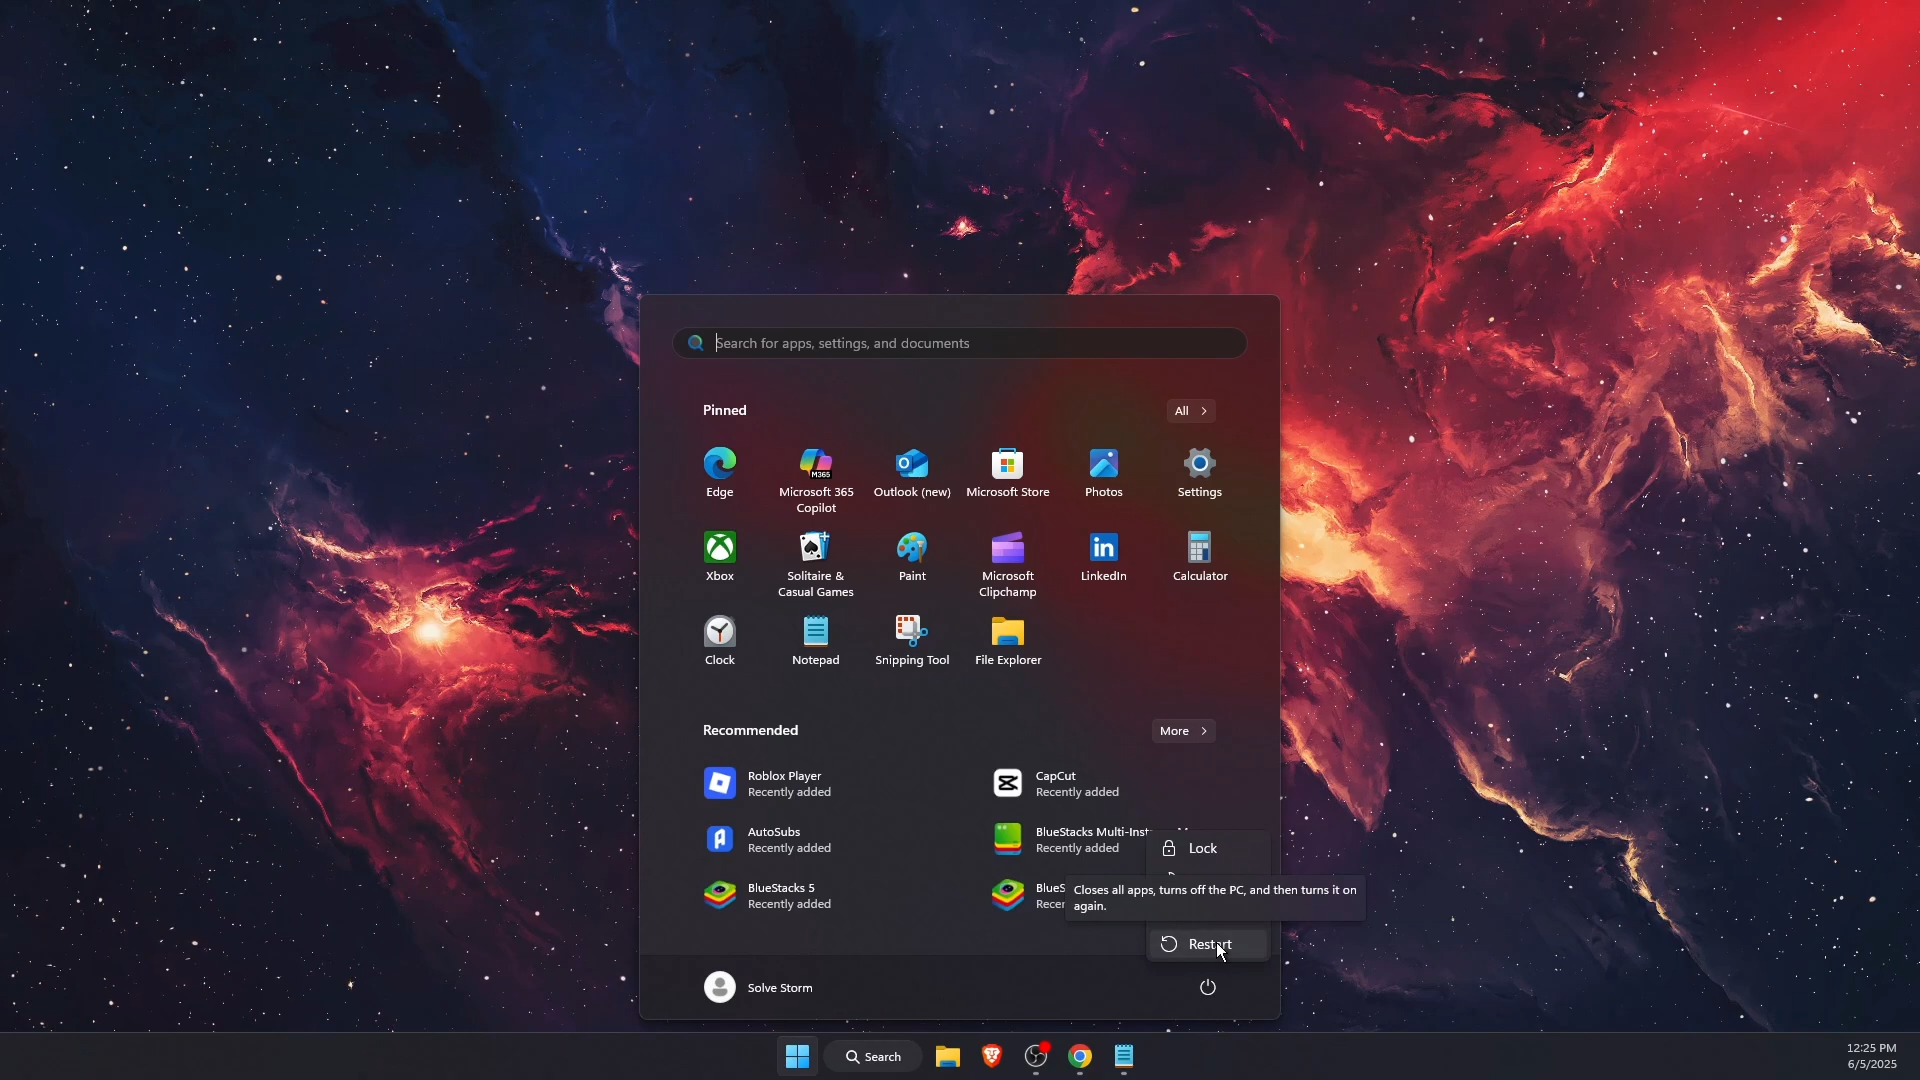 Search for apps, settings, and documents
Pinned
All
Edge
Microsoft 365
Copilot
M365
Outlook (new)
Microsoft Store
Photos
Settings
Xbox
Solitaire &
Casual Games
Paint
Microsoft
Clipchamp
LinkedIn
Calculator
Clock
Notepad
Snipping Tool
File Explorer
Recommended
More
Roblox Player
Recently added
CapCut
Recently added
AutoSubs
Recently added
BlueStacks Multi-Inst
Recently added
Lock
BlueStacks 5
Recently added
BlueS
Recen
Closes all apps, turns off the PC, and then turns it on
again.
Restart
Solve Storm
Search
12:25 PM
6/5/2025